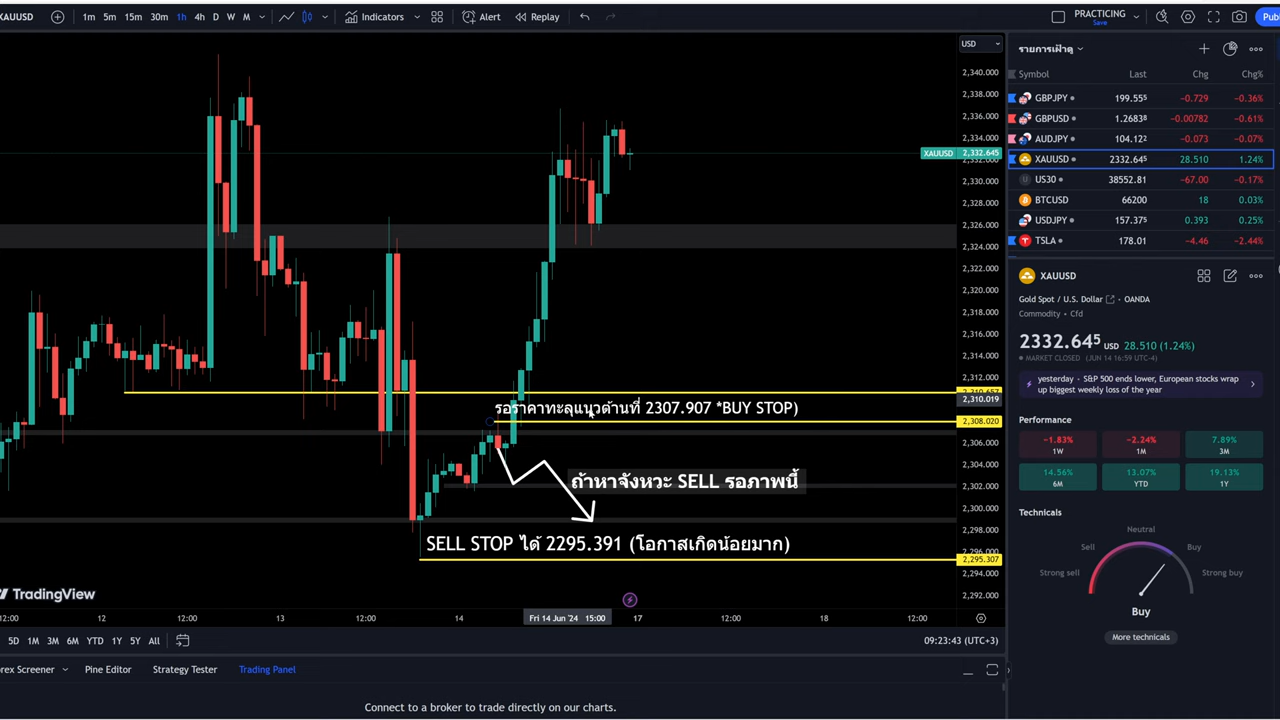 XAUUSD 1m 5m 15m 30m 1h 4h D W M Indicators Alert Replay PRACTICING
Save
USD
2,340.000
2,338.000
2,336.000
2,334.000
XAUUSD 2,332.645
2,330.000
2,328.000
2,326.000
2,324.000
2,322.000
2,320.000
2,318.000
2,316.000
2,314.000
2,312.000
2,310.019
2,308.020
2,306.000
2,304.000
2,302.000
2,300.000
2,298.000
2,296.000
2,295.307
2,294.000
2,292.000
รอราคาทะลุแนวต้านที่ 2307.907 *BUY STOP)
ถ้าหาจังหวะ SELL รอภาพนี้
SELL STOP ได้ 2295.391 (โอกาสเกิดน้อยมาก)
TradingView
12:00 12 12:00 13 12:00 14 Fri 14 Jun '24 15:00 17 12:00 18 12:00
5D 1M 3M 6M YTD 1Y 5Y All 09:23:43 (UTC+3)
Pine Editor Strategy Tester Trading Panel
Connect to a broker to trade directly on our charts.
รายการเฝ้าดู
Symbol Last Chg Chg%
GBPJPY 199.555 −0.729 −0.36%
GBPUSD 1.26838 −0.00782 −0.61%
AUDJPY 104.122 −0.073 −0.07%
XAUUSD 2332.645 28.510 1.24%
US30 38552.81 −67.00 −0.17%
BTCUSD 66200 18 0.03%
USDJPY 157.375 0.393 0.25%
TSLA 178.01 −4.46 −2.44%
XAUUSD
Gold Spot / U.S. Dollar OANDA
Commodity • Cfd
2332.645 USD 28.510 (1.24%)
MARKET CLOSED (JUN 14 16:59 UTC-4)
yesterday • S&P 500 ends lower, European stocks wrap
up biggest weekly loss of the year
Performance
−1.83% −2.24% 7.89%
1W 1M 3M
14.56% 13.07% 19.13%
6M YTD 1Y
Technicals
Neutral
Sell Buy
Strong sell Strong buy
Buy
More technicals